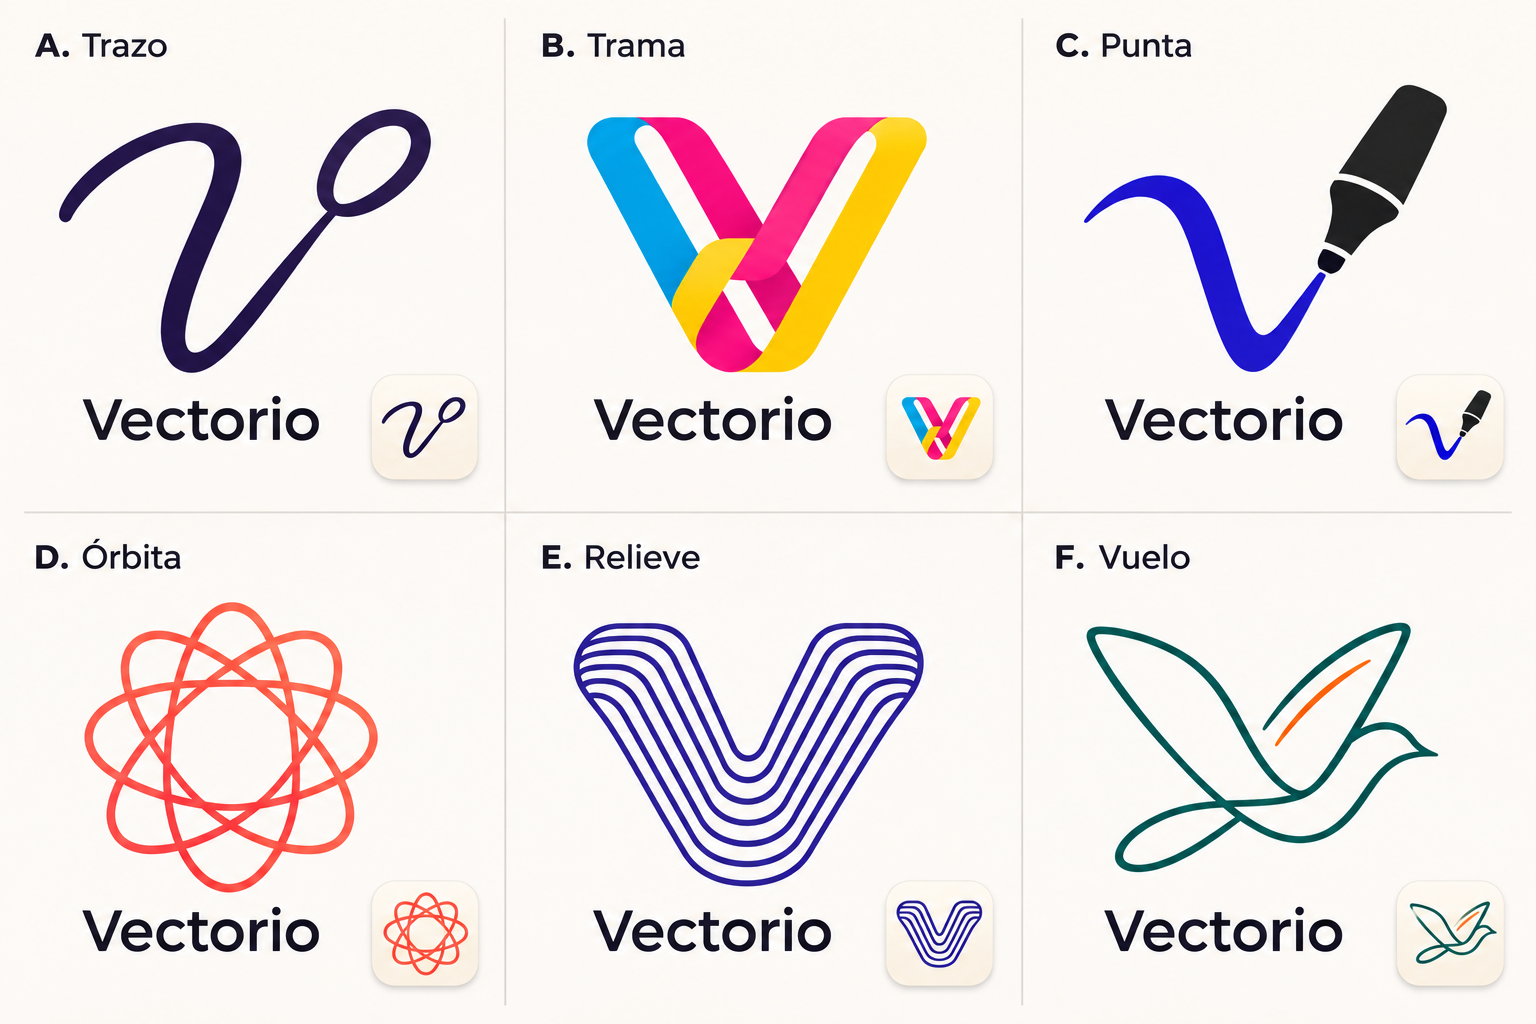 A. Trazo
Vectorio
B. Trama
Vectorio
C. Punta
Vectorio
D. Órbita
Vectorio
E. Relieve
Vectorio
F. Vuelo
Vectorio